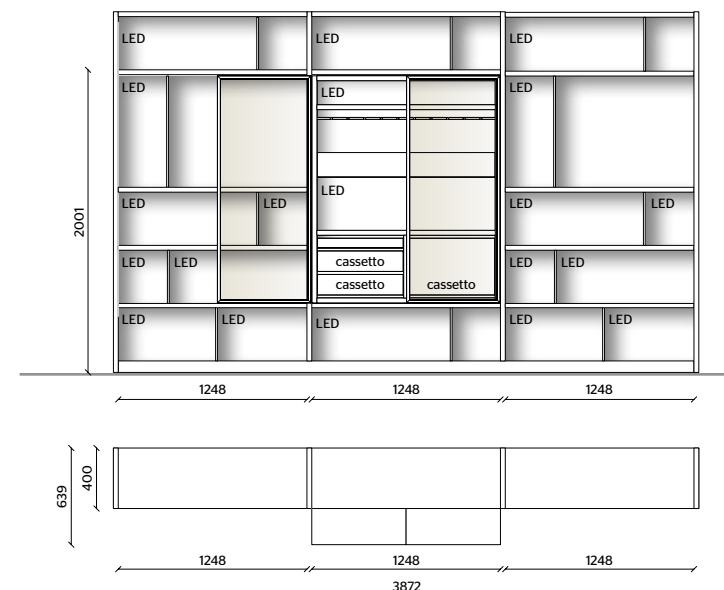 LED LED LED
LED LED LED
2001
LED LED LED LED LED
LED LED cassetto LED LED
cassetto cassetto
LED LED LED LED LED
1248 1248 1248
639 400
1248 1248 1248
3872